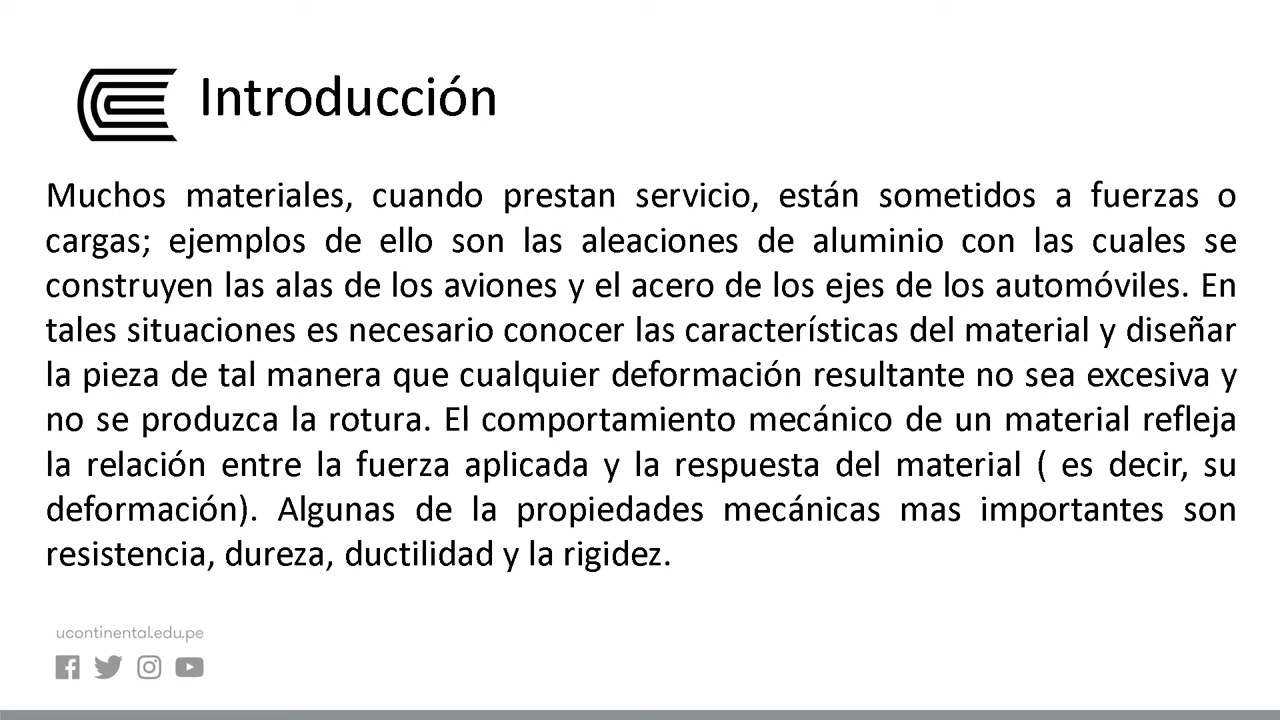 Introducción
Muchos materiales, cuando prestan servicio, están sometidos a fuerzas o
cargas; ejemplos de ello son las aleaciones de aluminio con las cuales se
construyen las alas de los aviones y el acero de los ejes de los automóviles. En
tales situaciones es necesario conocer las características del material y diseñar
la pieza de tal manera que cualquier deformación resultante no sea excesiva y
no se produzca la rotura. El comportamiento mecánico de un material refleja
la relación entre la fuerza aplicada y la respuesta del material ( es decir, su
deformación). Algunas de la propiedades mecánicas mas importantes son
resistencia, dureza, ductilidad y la rigidez.
ucontinental.edu.pe